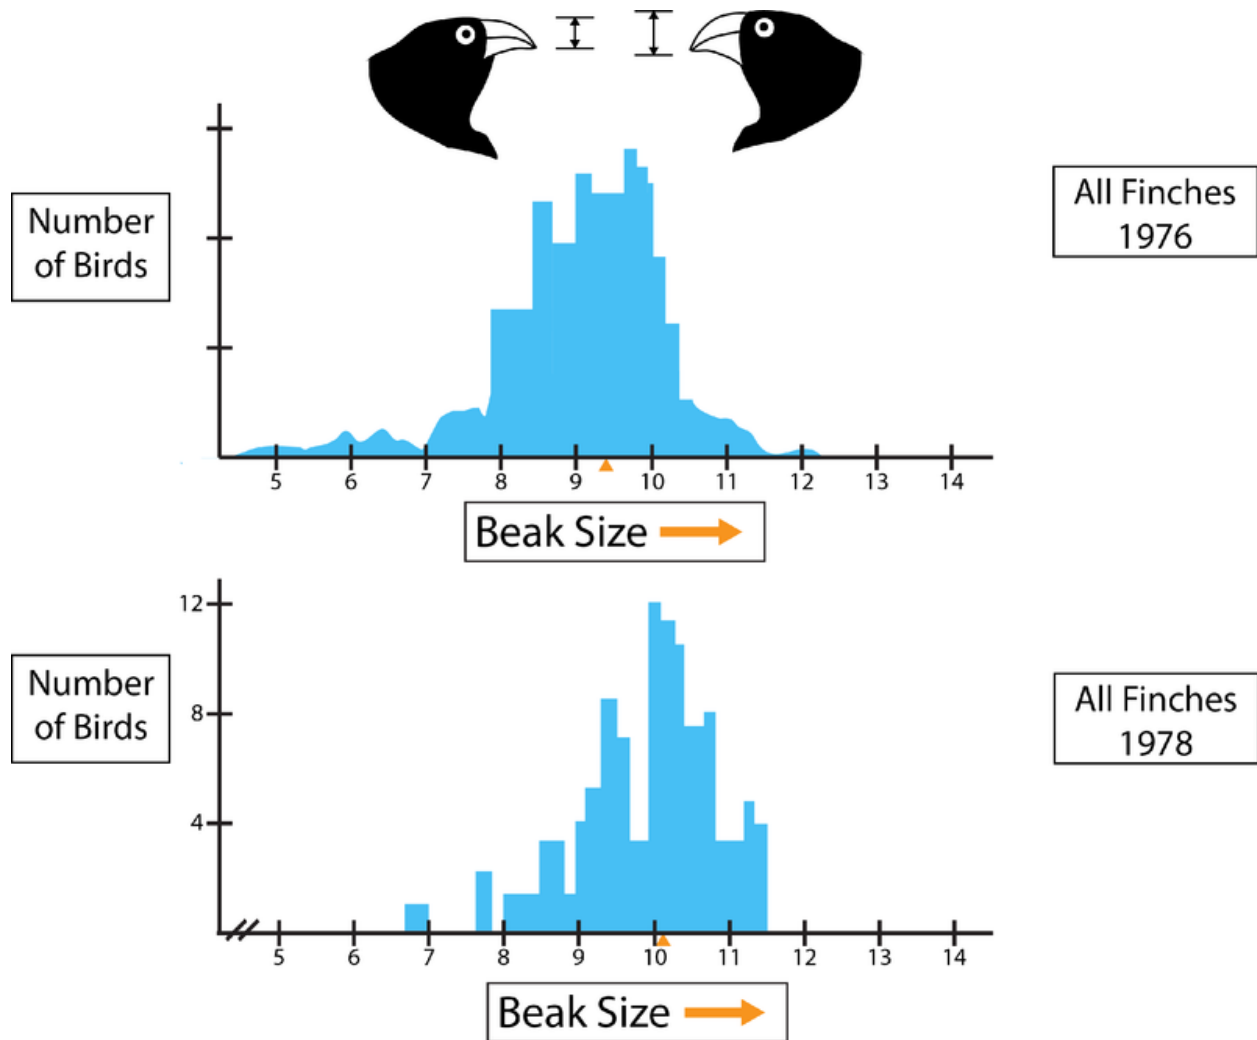 Number
of Birds
All Finches
1976
5 6 7 8 9 10 11 12 13 14
Beak Size
12
8
4
Number
of Birds
All Finches
1978
5 6 7 8 9 10 11 12 13 14
Beak Size